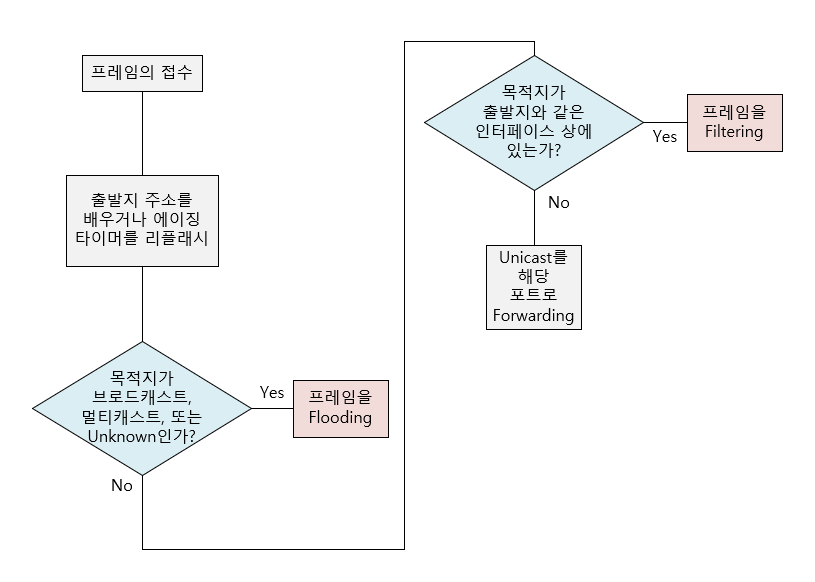 프레임의 접수
출발지 주소를
배우거나 에이징
타이머를 리플래시
목적지가
브로드캐스트,
멀티캐스트, 또는
Unknown인가?
Yes
프레임을
Flooding
No
목적지가
출발지와 같은
인터페이스 상에
있는가?
Yes
프레임을
Filtering
No
Unicast를
해당
포트로
Forwarding